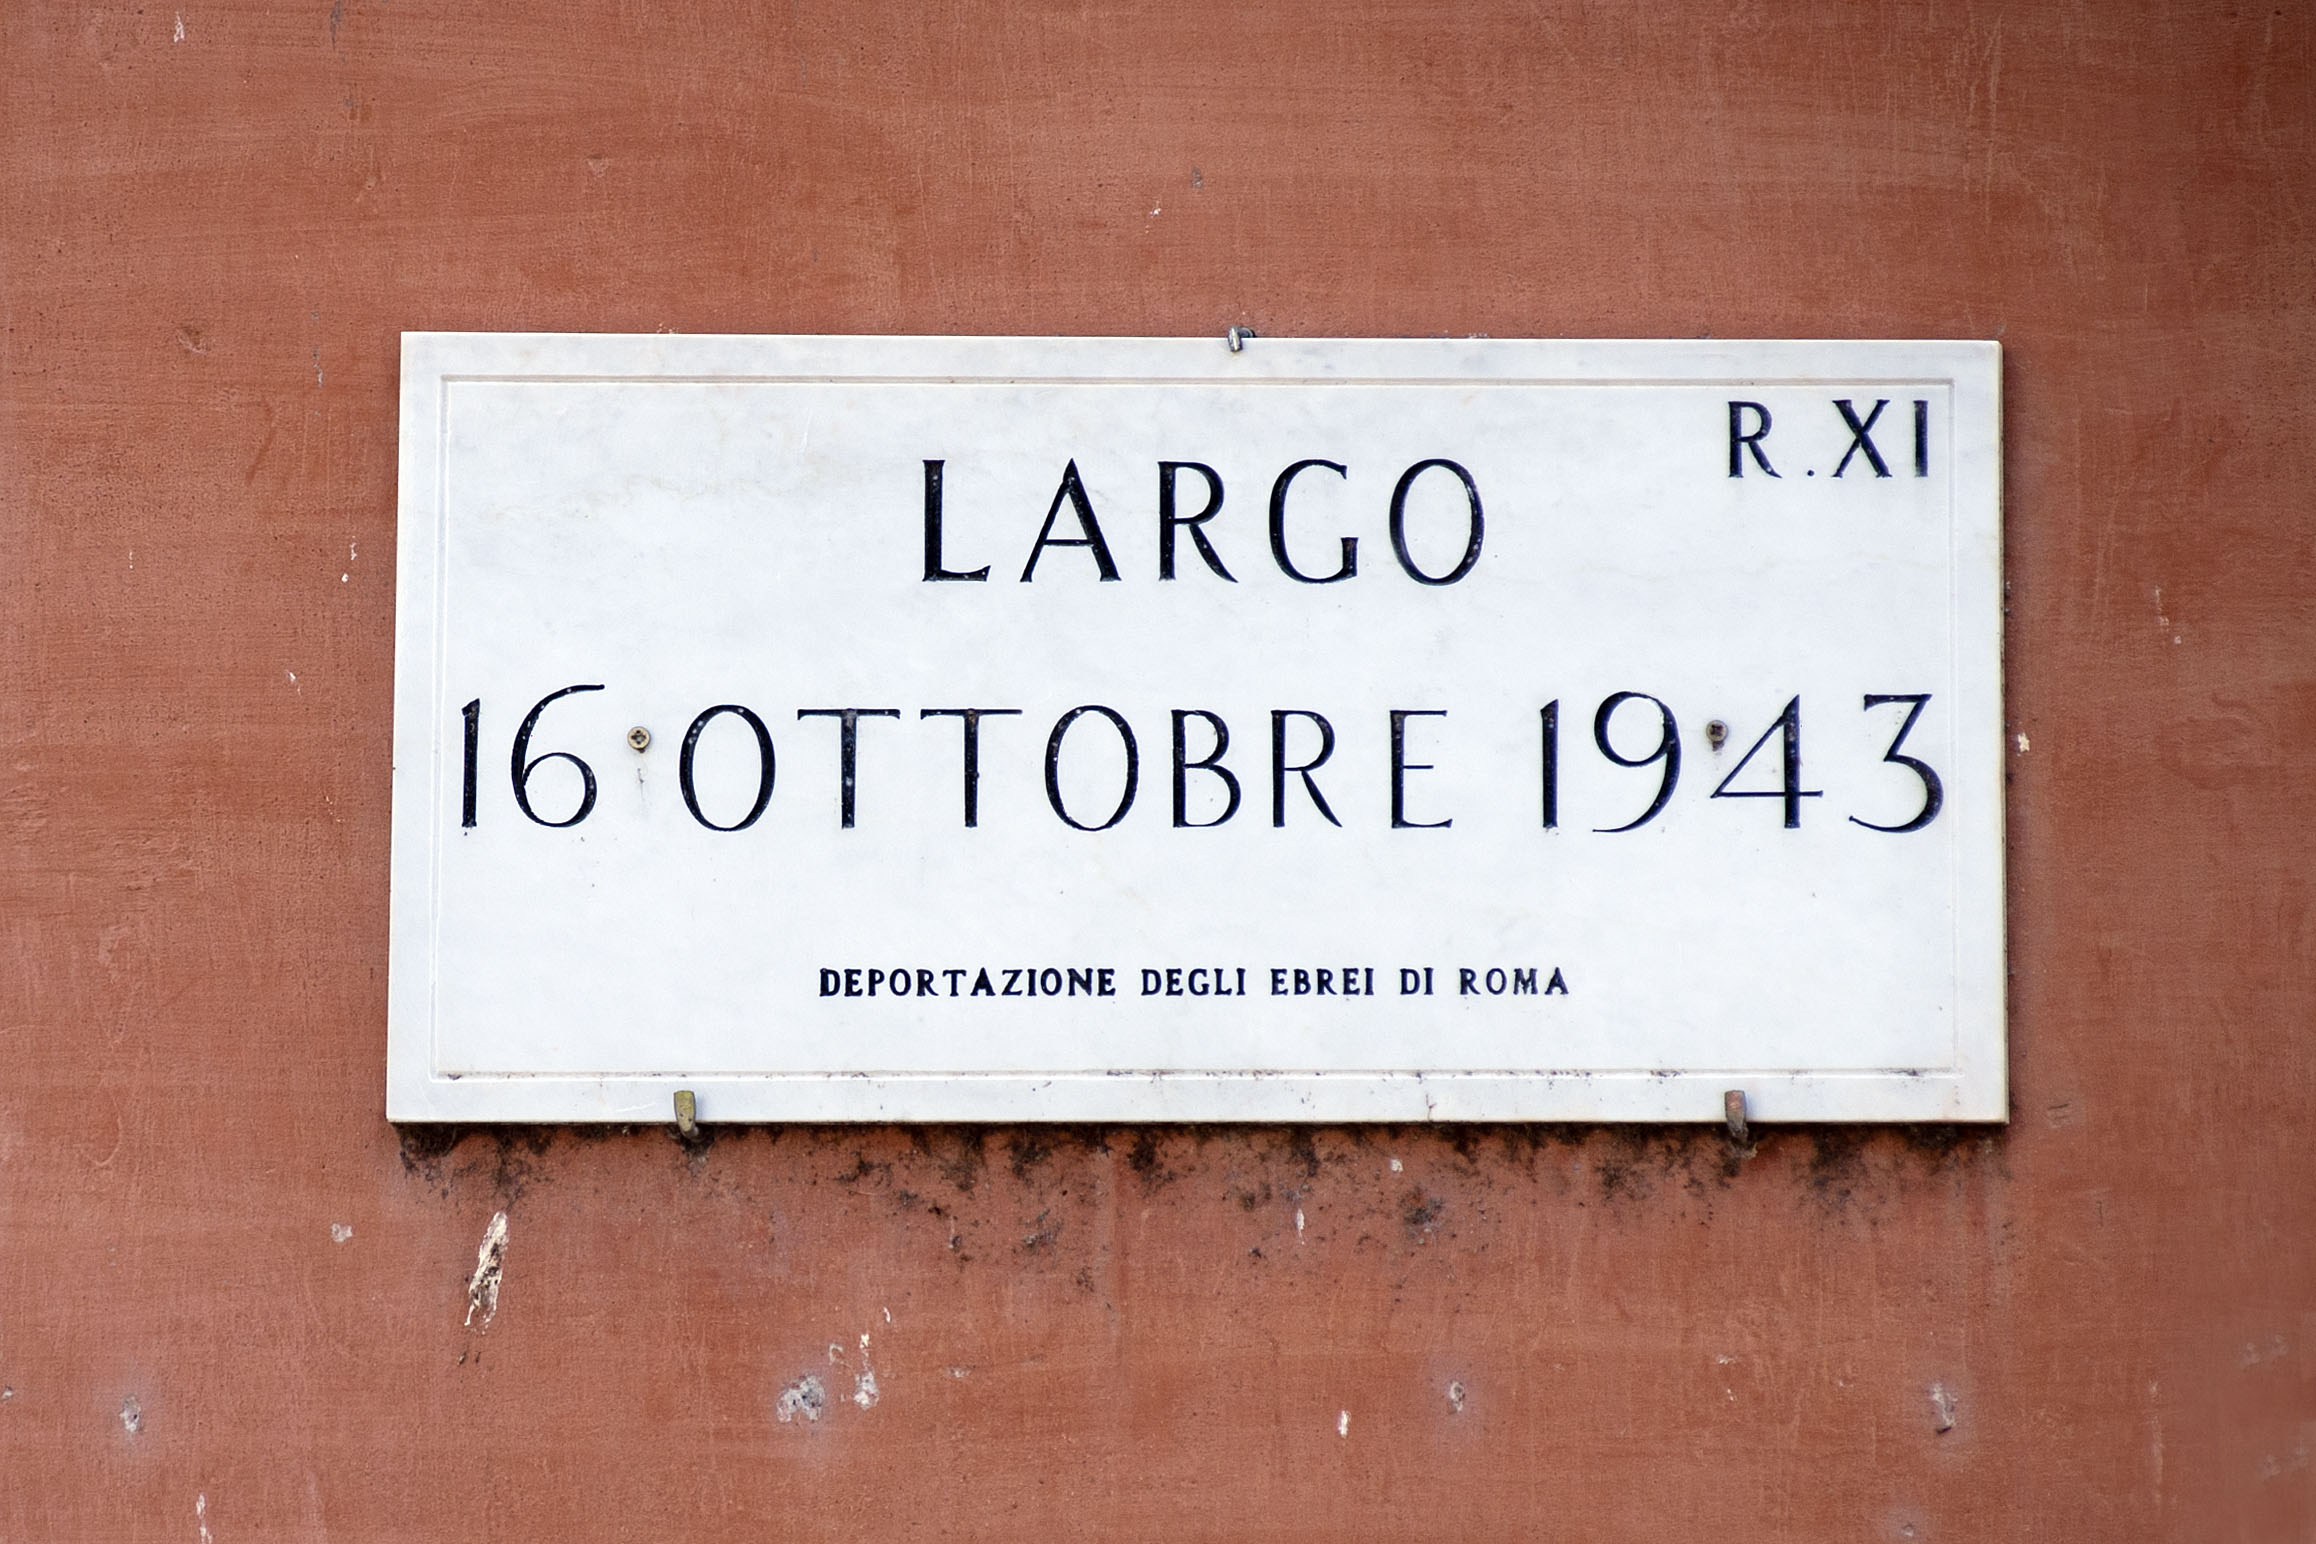 R.XI
LARGO
16 OTTOBRE 1943
DEPORTAZIONE DEGLI EBREI DI ROMA